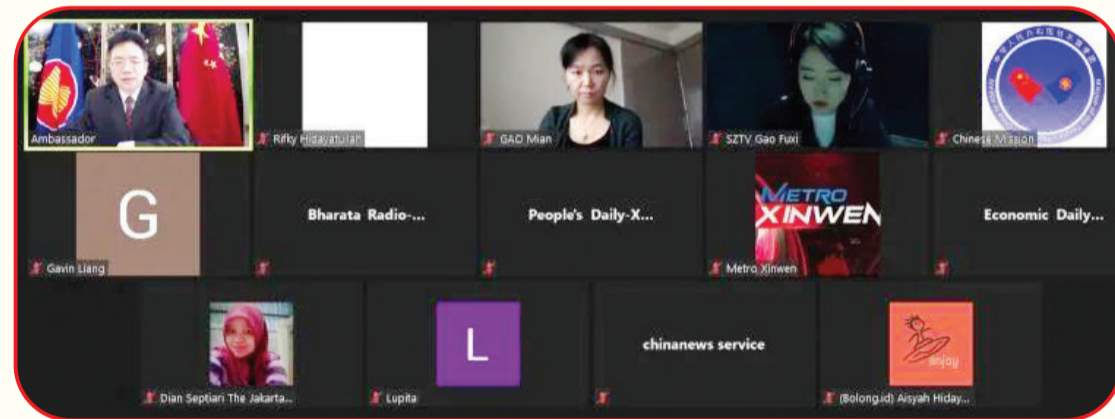 Ambassador
Rifky Hidayatullah
GAO Mian
SZTV Gao Fuxi
Chinese Mission
G
Gavin Liang
Bharata Radio-...
People's Daily-X...
METRO
XINWEN
Metro Xinwen
Economic Daily...
Dian Septiari The Jakarta...
L
Lupita
chinanews service
enjoy
(Bolong.id) Aisyah Hiday...